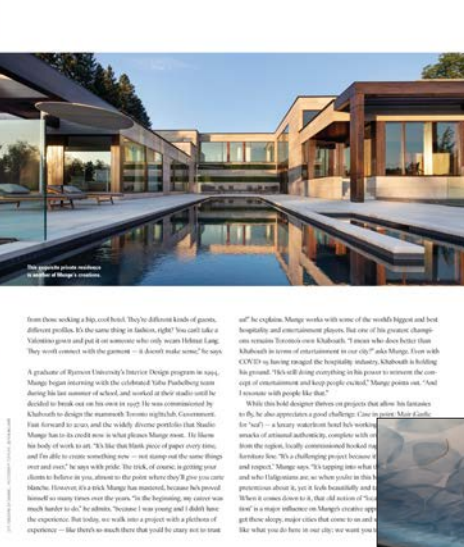 This exquisite private residence
is another of Munge's creations.
from those seeking a hip, cool hotel. They're different kinds of guests,
different profiles. It's the same thing in fashion, right? You can't take a
Valentino gown and put it on someone who only wears Helmut Lang.
They won't connect with the garment — it doesn't make sense," he says
A graduate of Ryerson University's Interior Design program in 1994,
Munge began interning with the celebrated Yabu Pushelberg team
during his last summer of school, and worked at their studio until he
decided to break out on his own in 1997. He was commissioned by
Khabouth to design the mammoth Toronto nightclub, Government.
Fast forward to 2020, and the widely diverse portfolio that Studio
Munge has to its credit now is what pleases Munge most. He likens
his body of work to art. "It's like that blank piece of paper every time,
and I'm able to create something new — not stamp out the same things
over and over," he says with pride. The trick, of course, is getting your
clients to believe in you, almost to the point where they'll give you carte
blanche. However, it's a trick Munge has mastered, because he's proved
himself so many times over the years. "In the beginning, my career was
much harder to do," he admits, "because I was young and I didn't have
the experience. But today, we walk into a project with a plethora of
experience — like there's so much there that you'd be crazy not to trust
us!" he explains. Munge works with some of the world's biggest and best
hospitality and entertainment players. But one of his greatest champi-
ons remains Toronto's own Khabouth. "I mean who does better than
Khabouth in terms of entertainment in our city?" asks Munge. Even with
COVID-19 having ravaged the hospitality industry, Khabouth is holding
his ground. "He's still doing everything in his power to reinvent the con-
cept of entertainment and keep people excited," Munge points out. "And
I resonate with people like that."
While this bold designer thrives on projects that allow his fantasies
to fly, he also appreciates a good challenge. Case in point: Muir (Gaelic
for "sea") — a luxury waterfront hotel he's working
smacks of artisanal authenticity, complete with
from the region, locally commissioned hooked
furniture line. "It's a challenging project because it
and respect," Munge says. "It's tapping into what
and who Haligonians are, so when you're in this
pretentious about it, yet it feels beautifully and
When it comes down to it, that old notion of
tion" is a major influence on Munge's creative
get these sleepy, major cities that come to us and
like what you do here in our city; we want you